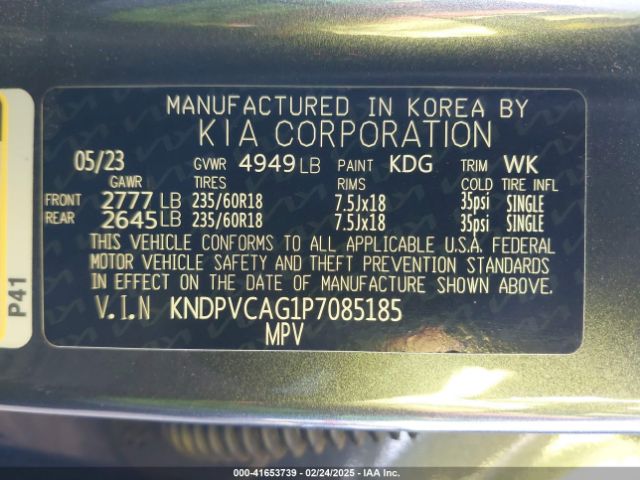 MANUFACTURED IN KOREA BY
KIA CORPORATION
05/23 GVWR 4949 LB PAINT KDG TRIM WK
GAWR TIRES RIMS COLD TIRE INFL
FRONT 2777 LB 235/60R18 7.5Jx18 35psi SINGLE
REAR 2645 LB 235/60R18 7.5Jx18 35psi SINGLE
THIS VEHICLE CONFORMS TO ALL APPLICABLE U.S.A. FEDERAL
MOTOR VEHICLE SAFETY AND THEFT PREVENTION STANDARDS
IN EFFECT ON THE DATE OF MANUFACTURE SHOWN ABOVE.
V.I.N KNDPVCAG1P7085185
MPV
P41
000-41653739 - 02/24/2025 - IAA Inc.